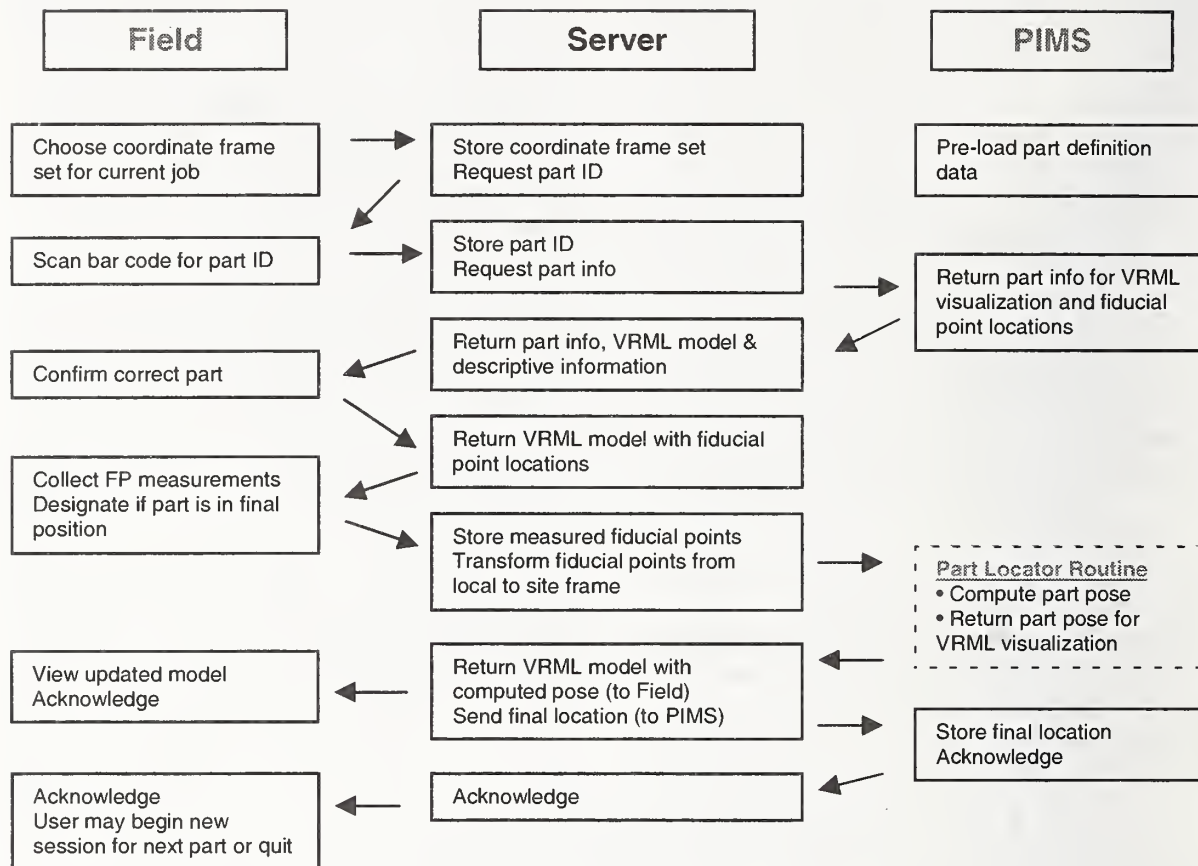 Field
Server
PIMS
Choose coordinate frame
set for current job
Store coordinate frame set
Request part ID
Pre-load part definition
data
Scan bar code for part ID
Store part ID
Request part info
Return part info for VRML
visualization and fiducial
point locations
Return part info, VRML model &
descriptive information
Confirm correct part
Return VRML model with fiducial
point locations
Collect FP measurements
Designate if part is in final
position
Store measured fiducial points
Transform fiducial points from
local to site frame
Part Locator Routine
• Compute part pose
• Return part pose for
VRML visualization
View updated model
Acknowledge
Return VRML model with
computed pose (to Field)
Send final location (to PIMS)
Store final location
Acknowledge
Acknowledge
User may begin new
session for next part or quit
Acknowledge